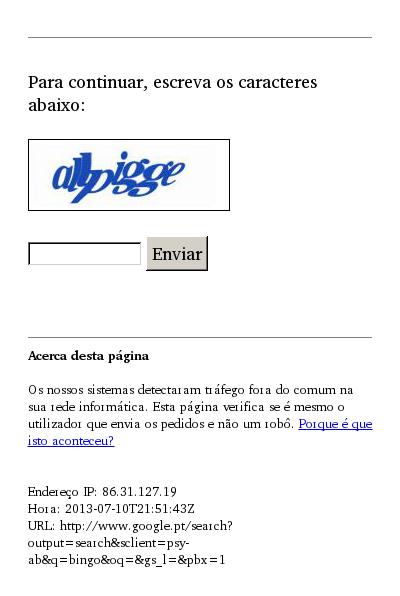 Para continuar, escreva os caracteres
abaixo:
Enviar
Acerca desta página
Os nossos sistemas detectaram tráfego fora do comum na
sua rede informática. Esta página verifica se é mesmo o
utilizador que envia os pedidos e não um robô. Porque é que
isto aconteceu?
Endereço IP: 86.31.127.19
Hora: 2013-07-10T21:51:43Z
URL: http://www.google.pt/search?
output=search&sclient=psy-
ab&q=bingo&oq=&gs_l=&pbx=1